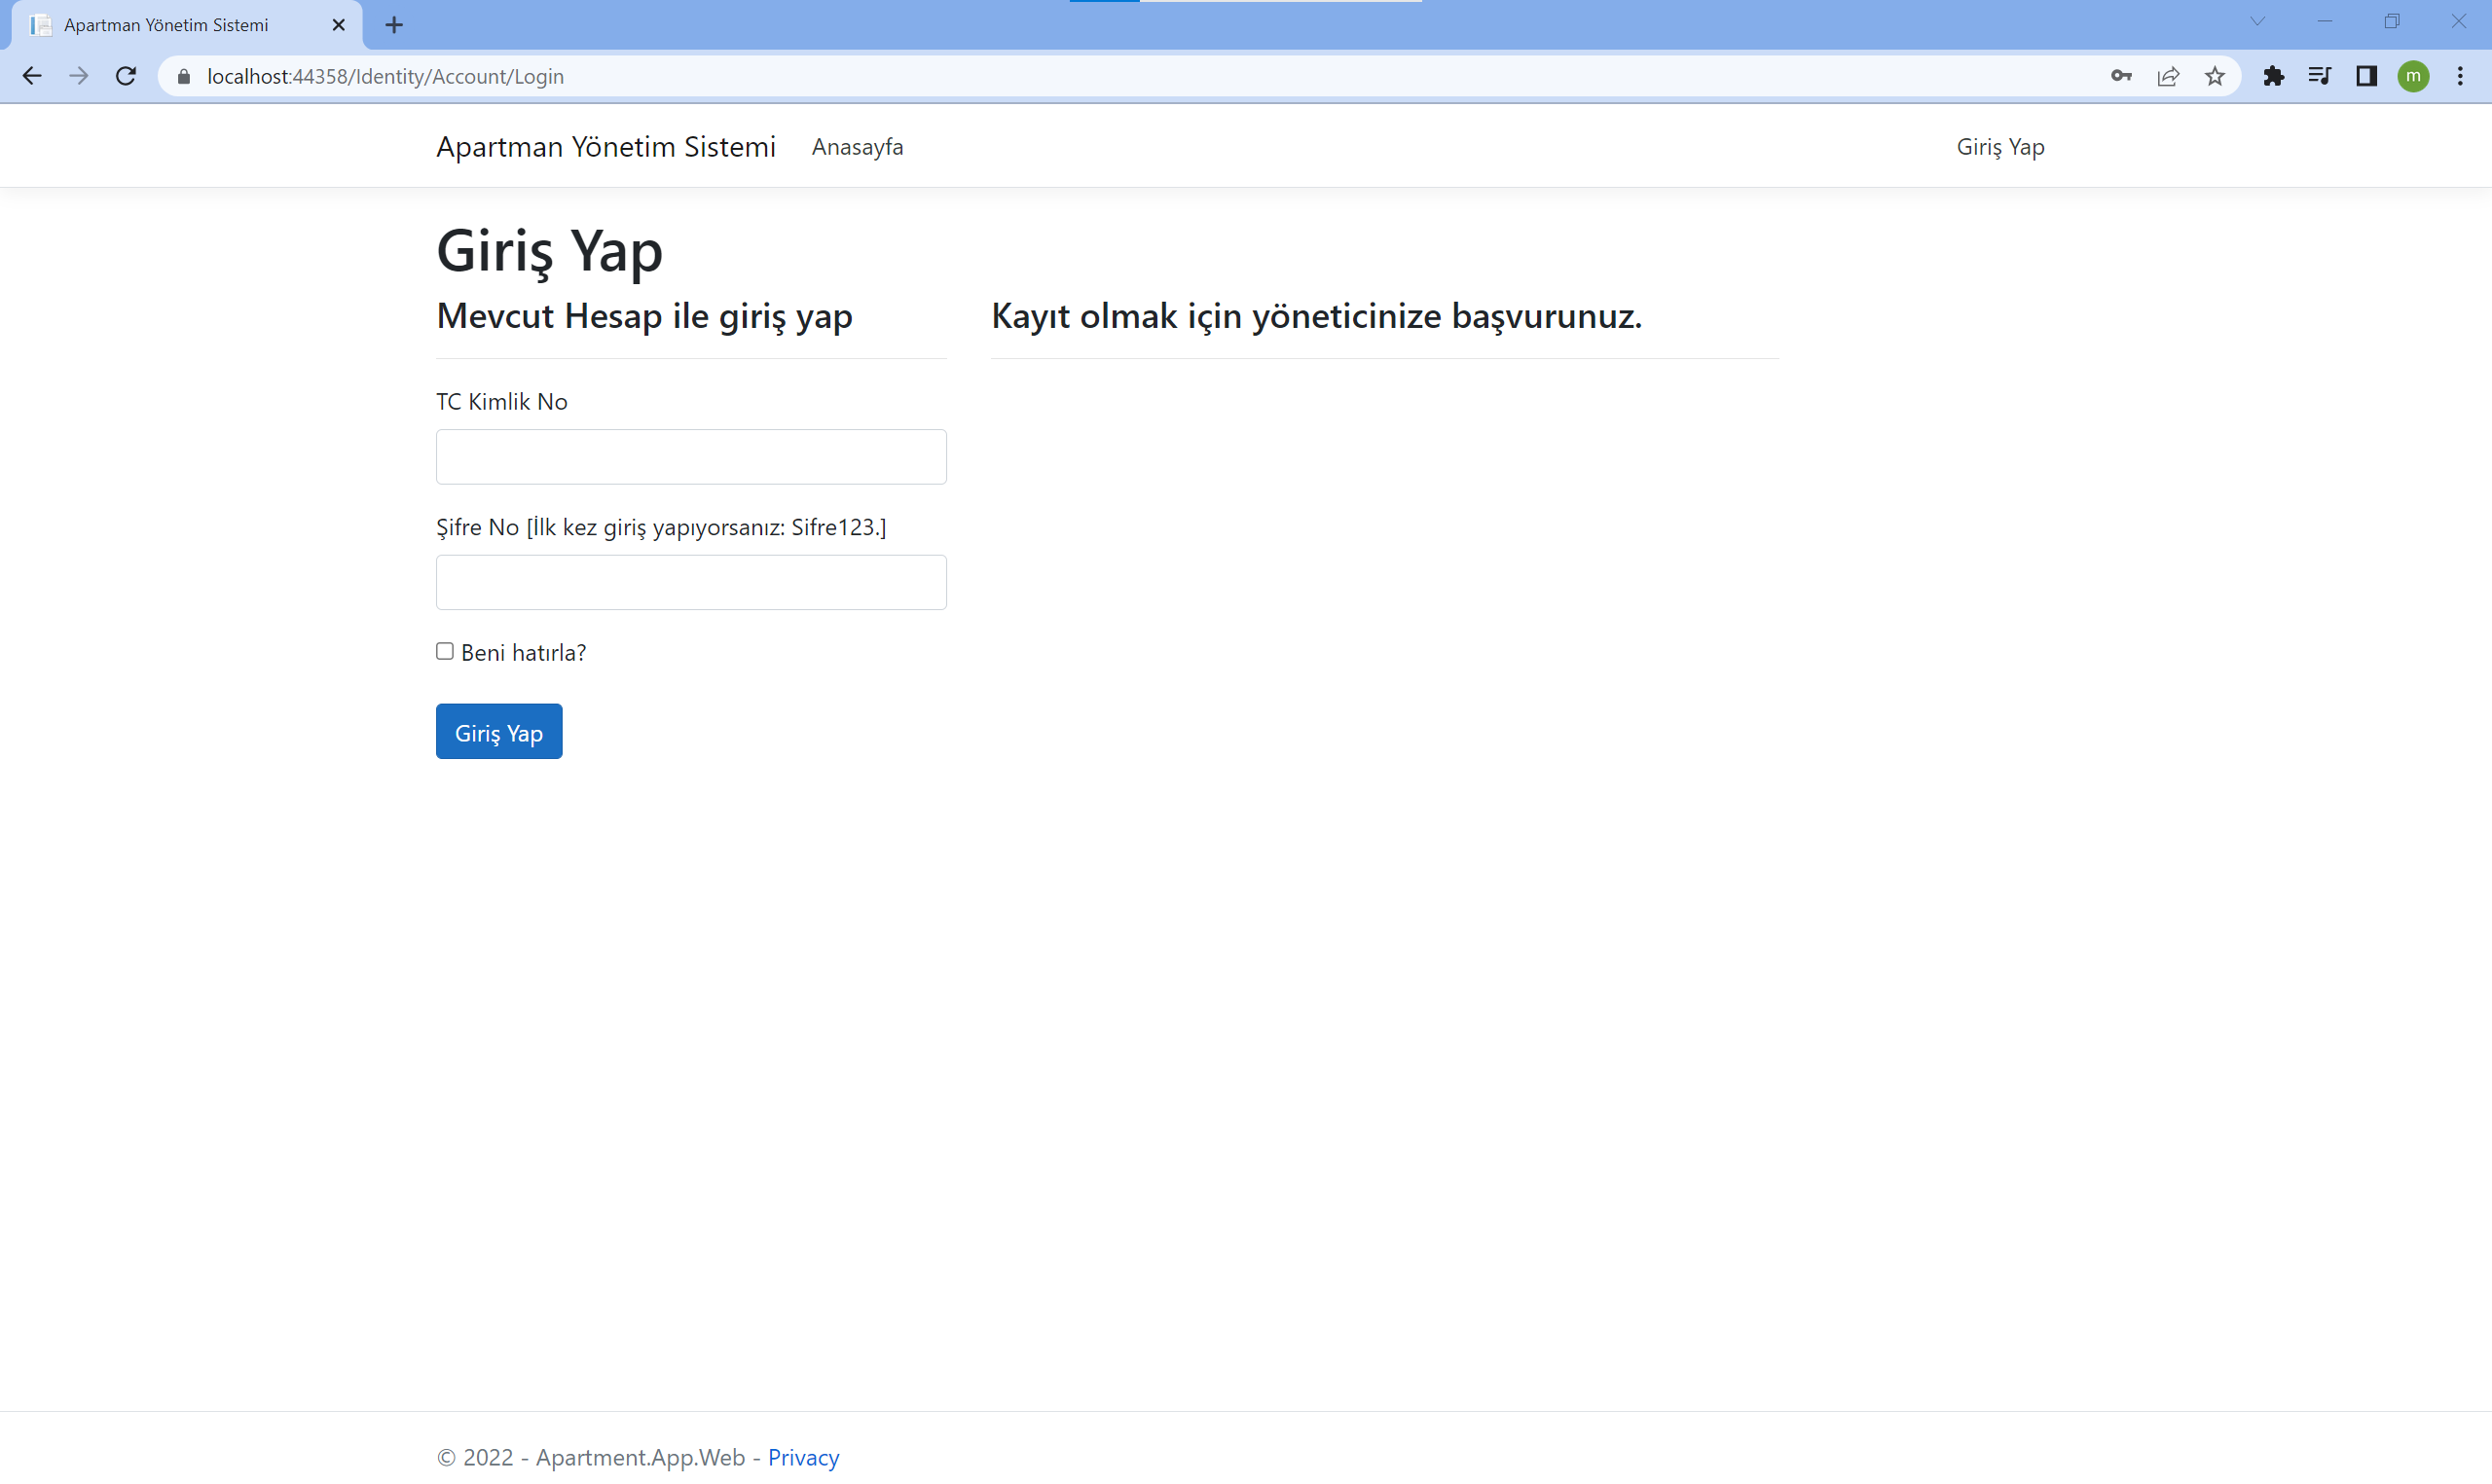 Apartman Yönetim Sistemi
localhost:44358/Identity/Account/Login
m
Apartman Yönetim Sistemi Anasayfa Giriş Yap
Giriş Yap
Mevcut Hesap ile giriş yap
Kayıt olmak için yöneticinize başvurunuz.
TC Kimlik No
Şifre No [İlk kez giriş yapıyorsanız: Sifre123.]
Beni hatırla?
Giriş Yap
© 2022 - Apartment.App.Web - Privacy